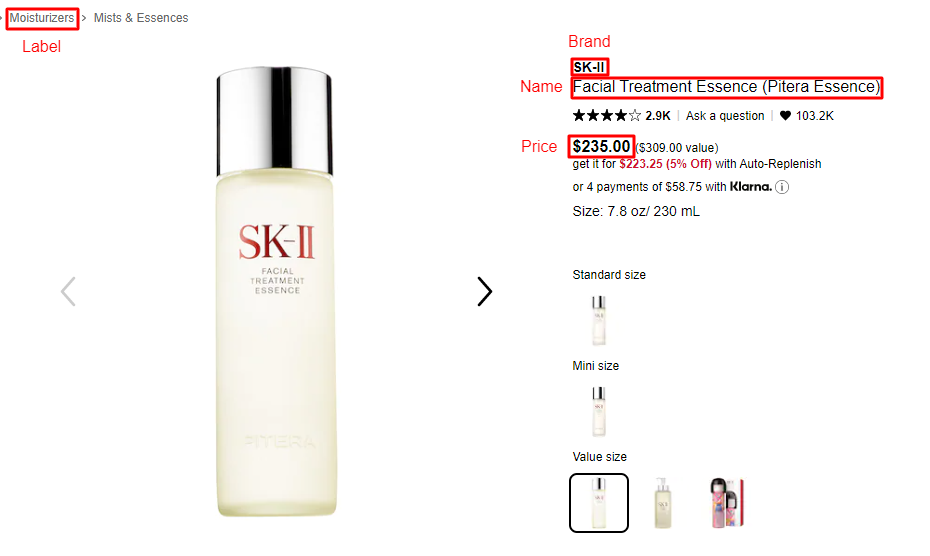 › Moisturizers › Mists & Essences
Label
Brand
SK-II
Name Facial Treatment Essence (Pitera Essence)
2.9K | Ask a question | 103.2K
Price $235.00 ($309.00 value)
get it for $223.25 (5% Off) with Auto-Replenish
or 4 payments of $58.75 with Klarna.
Size: 7.8 oz/ 230 mL
SK-II
FACIAL
TREATMENT
ESSENCE
PITERA
Standard size
Mini size
Value size